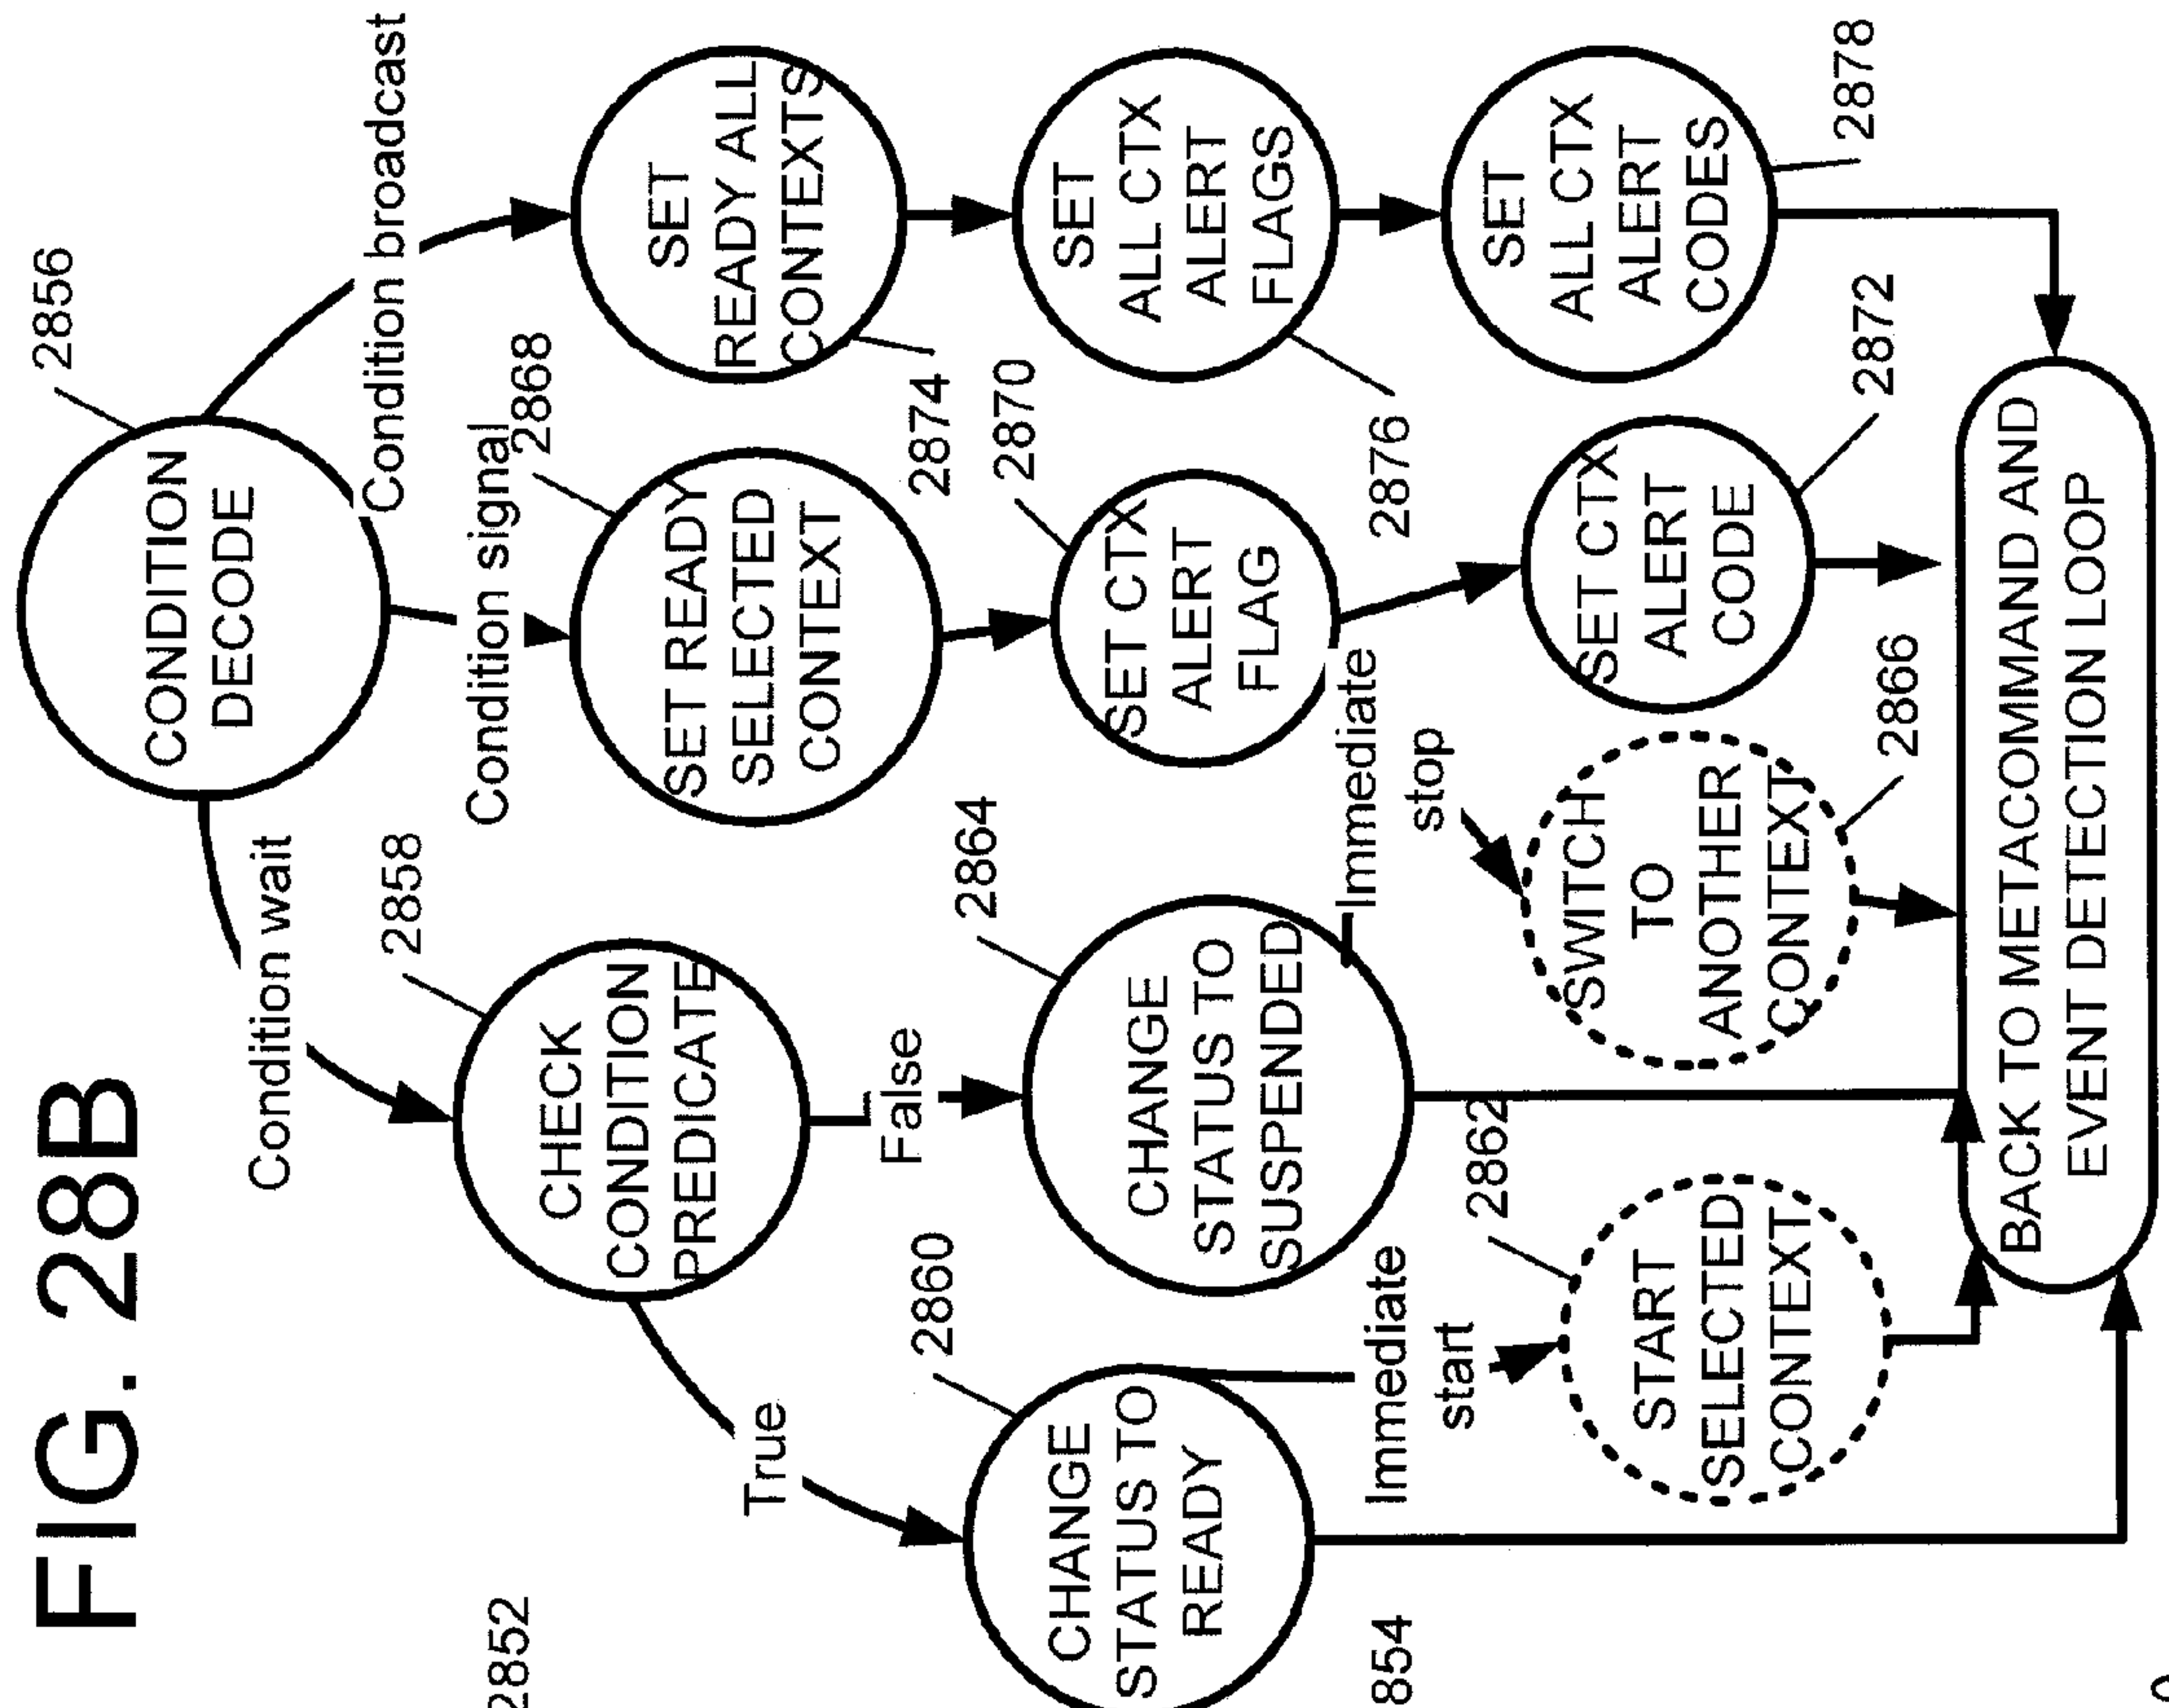 FIG. 28B
2856
CONDITION
DECODE
Condition wait
Condition signal
Condition broadcast
2858
CHECK
CONDITION
PREDICATE
2868
SET READY
SELECTED
CONTEXT
SET
READY ALL
CONTEXTS
2874
True
False
2852
2860
CHANGE
STATUS TO
READY
2864
CHANGE
STATUS TO
SUSPENDED
2870
SET CTX
ALERT
FLAG
SET
ALL CTX
ALERT
FLAGS
2876
854
Immediate
start
2862
START
SELECTED
CONTEXT
Immediate
stop
SWITCH
TO
ANOTHER
CONTEXT
2866
SET CTX
ALERT
CODE
2872
SET
ALL CTX
ALERT
CODES
2878
BACK TO METACOMMAND AND
EVENT DETECTION LOOP